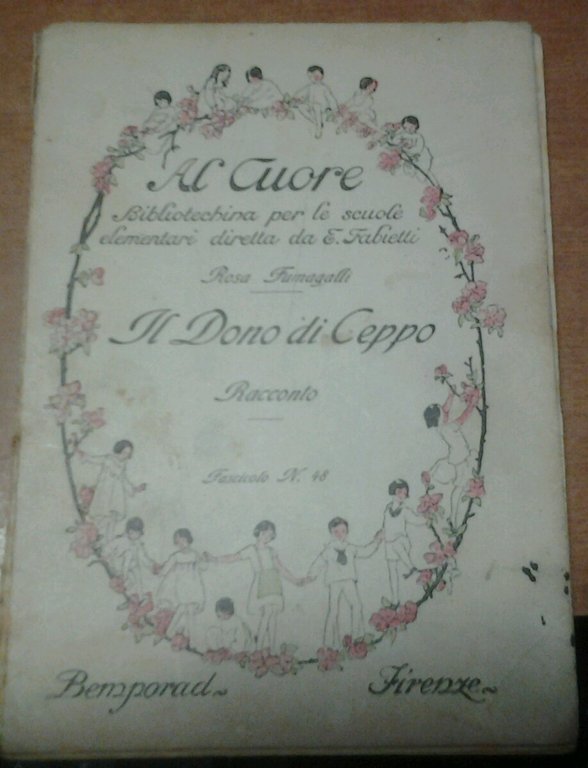 Al Cuore
Bibliotechina per le scuole
elementari diretta da E. Fabietti
Rosa Fumagalli
Il Dono di Ceppo
Racconto
Fascicolo N. 48
Bemporad~ Firenze~